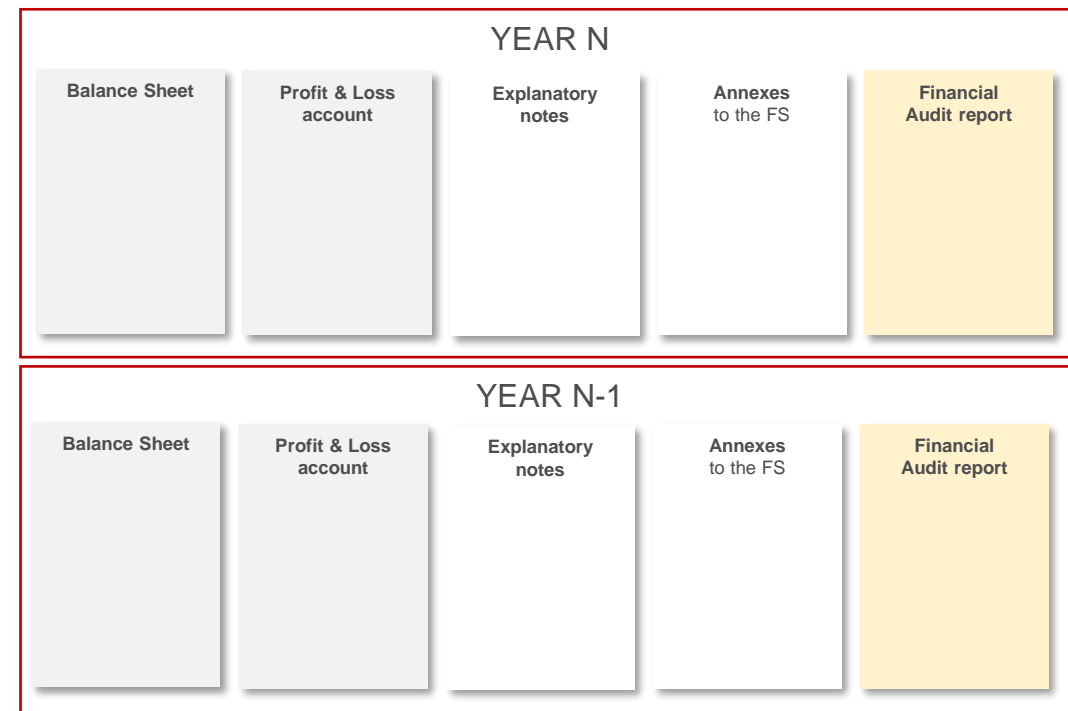 YEAR N
Balance Sheet
Profit & Loss
account
Explanatory
notes
Annexes
to the FS
Financial
Audit report
YEAR N-1
Balance Sheet
Profit & Loss
account
Explanatory
notes
Annexes
to the FS
Financial
Audit report